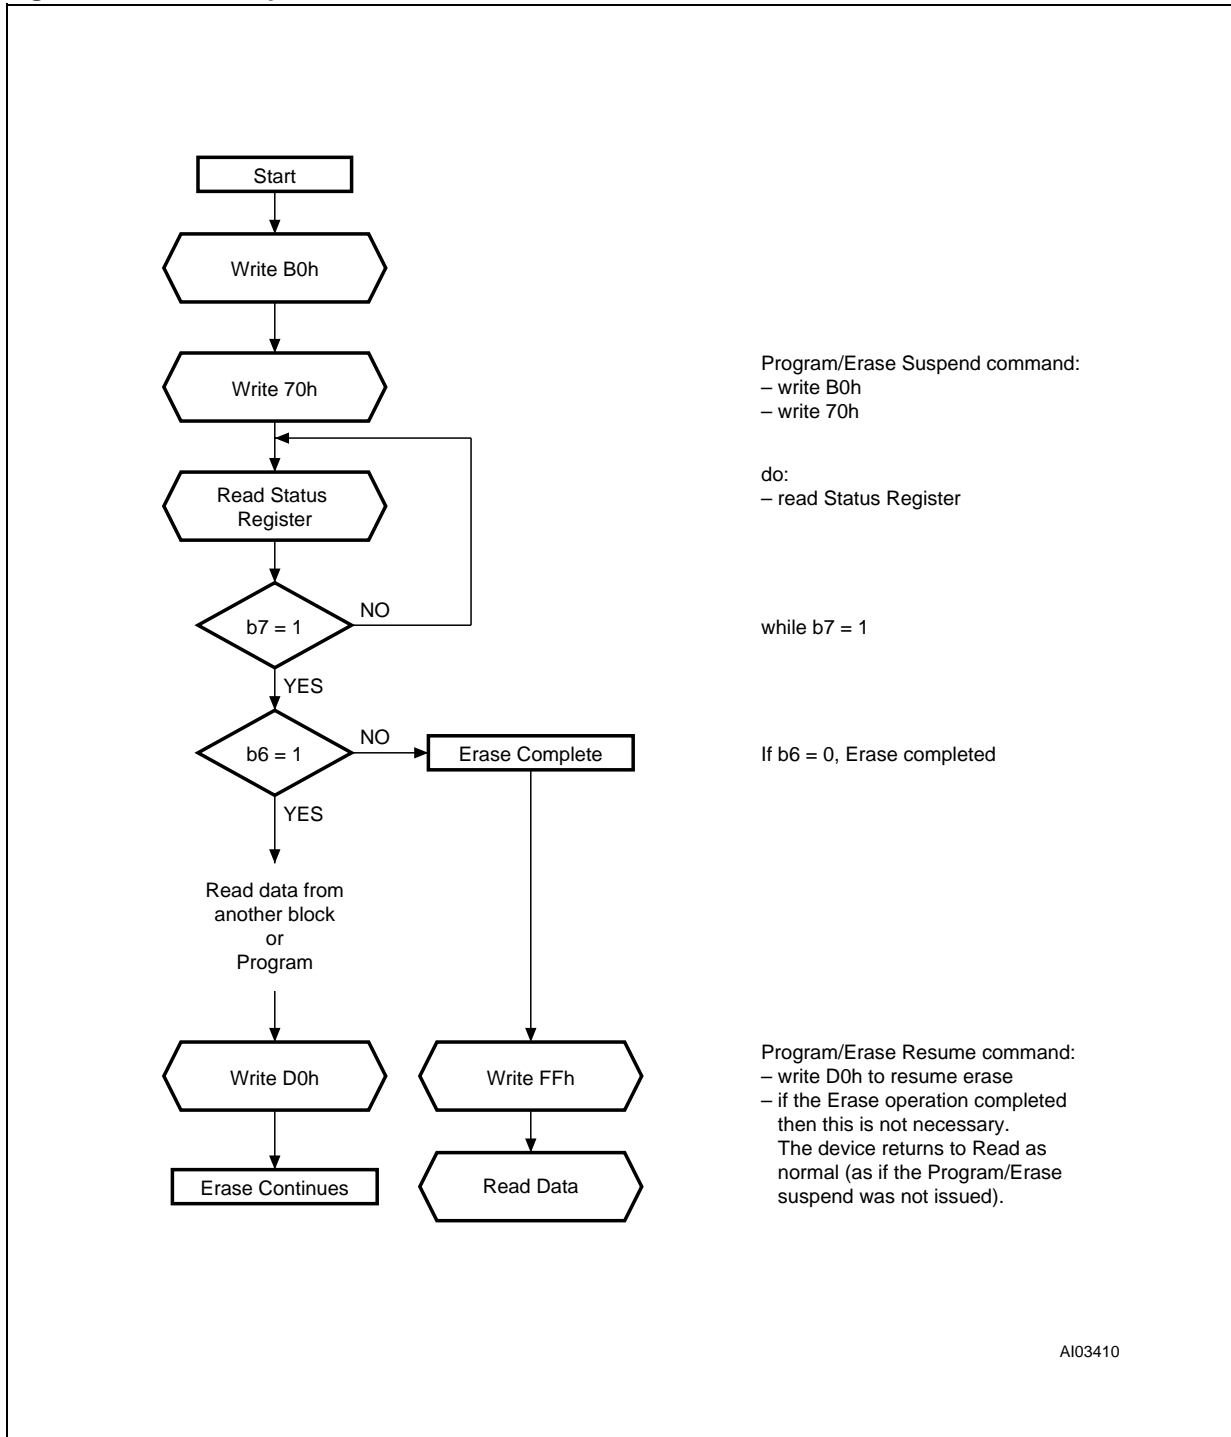 Start
Write B0h
Write 70h
Program/Erase Suspend command:
– write B0h
– write 70h
Read Status
Register
do:
– read Status Register
b7 = 1
NO
while b7 = 1
YES
b6 = 1
NO
Erase Complete
If b6 = 0, Erase completed
YES
Read data from
another block
or
Program
Write D0h
Write FFh
Program/Erase Resume command:
– write D0h to resume erase
– if the Erase operation completed
then this is not necessary.
The device returns to Read as
normal (as if the Program/Erase
suspend was not issued).
Erase Continues
Read Data
AI03410